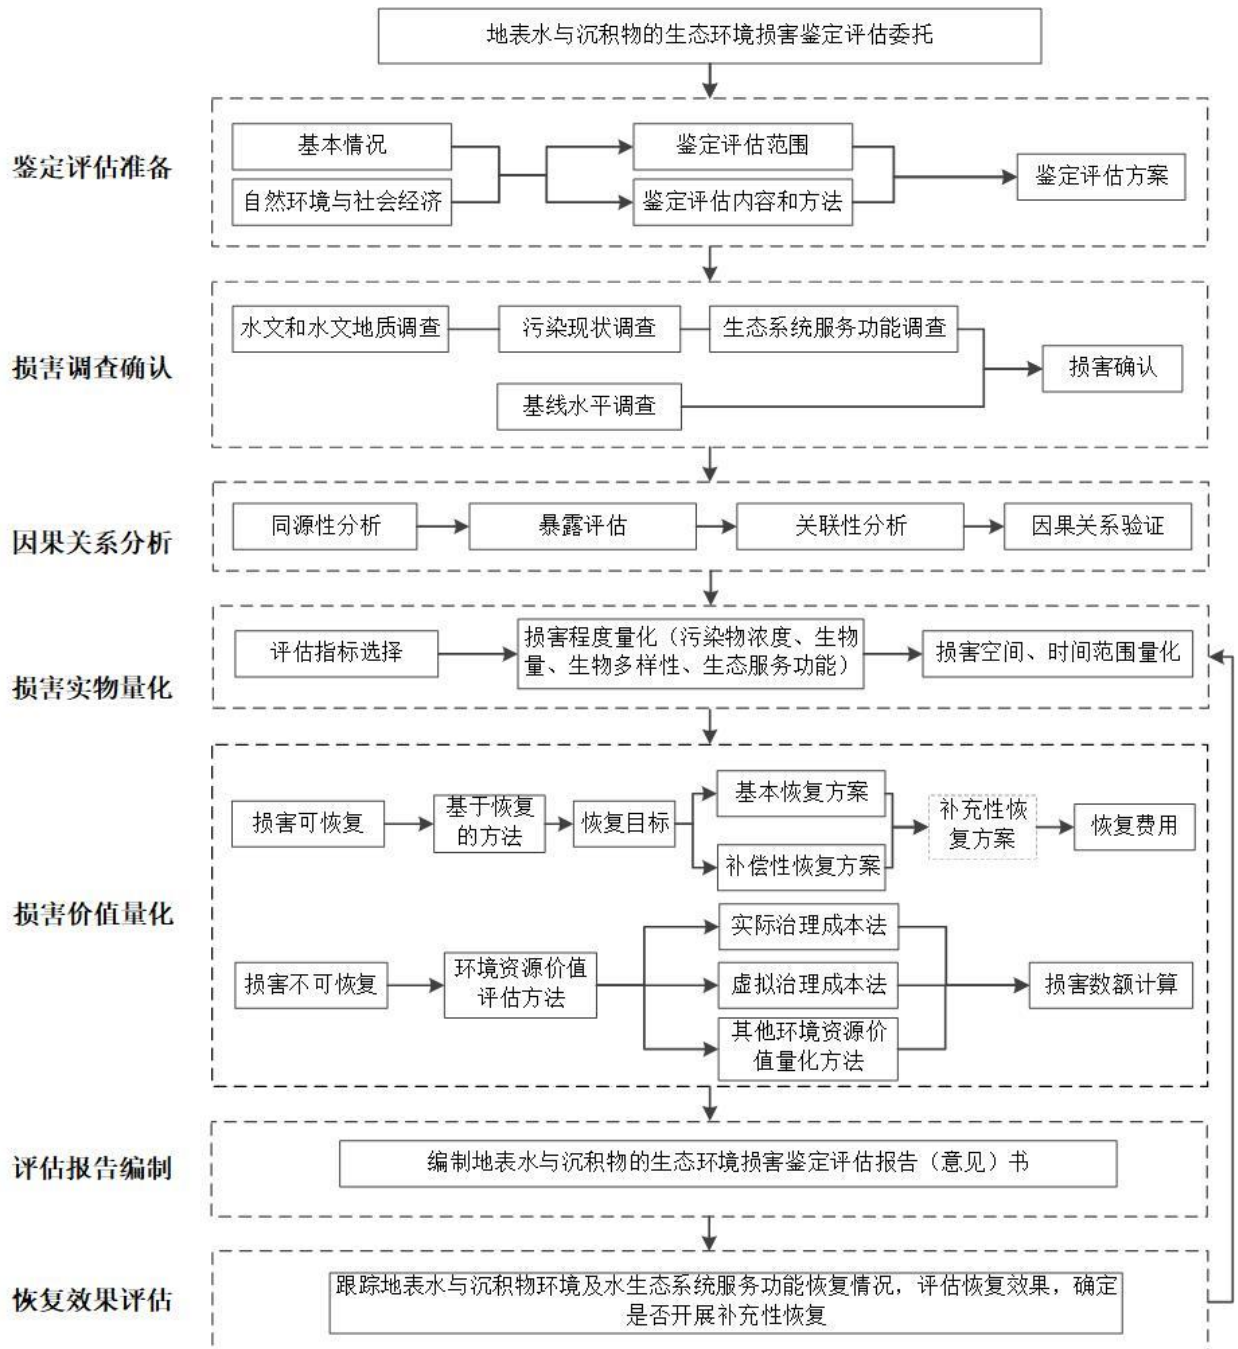 地表水与沉积物的生态环境损害鉴定评估委托
鉴定评估准备
基本情况
自然环境与社会经济
鉴定评估范围
鉴定评估内容和方法
鉴定评估方案
损害调查确认
水文和水文地质调查
污染现状调查
生态系统服务功能调查
基线水平调查
损害确认
因果关系分析
同源性分析
暴露评估
关联性分析
因果关系验证
损害实物量化
评估指标选择
损害程度量化（污染物浓度、生物
量、生物多样性、生态服务功能）
损害空间、时间范围量化
损害价值量化
损害可恢复
基于恢复
的方法
恢复目标
基本恢复方案
补偿性恢复方案
补充性恢
复方案
恢复费用
损害不可恢复
环境资源价值
评估方法
实际治理成本法
虚拟治理成本法
其他环境资源价
值量化方法
损害数额计算
评估报告编制
编制地表水与沉积物的生态环境损害鉴定评估报告（意见）书
恢复效果评估
跟踪地表水与沉积物环境及水生态系统服务功能恢复情况，评估恢复效果，确定
是否开展补充性恢复